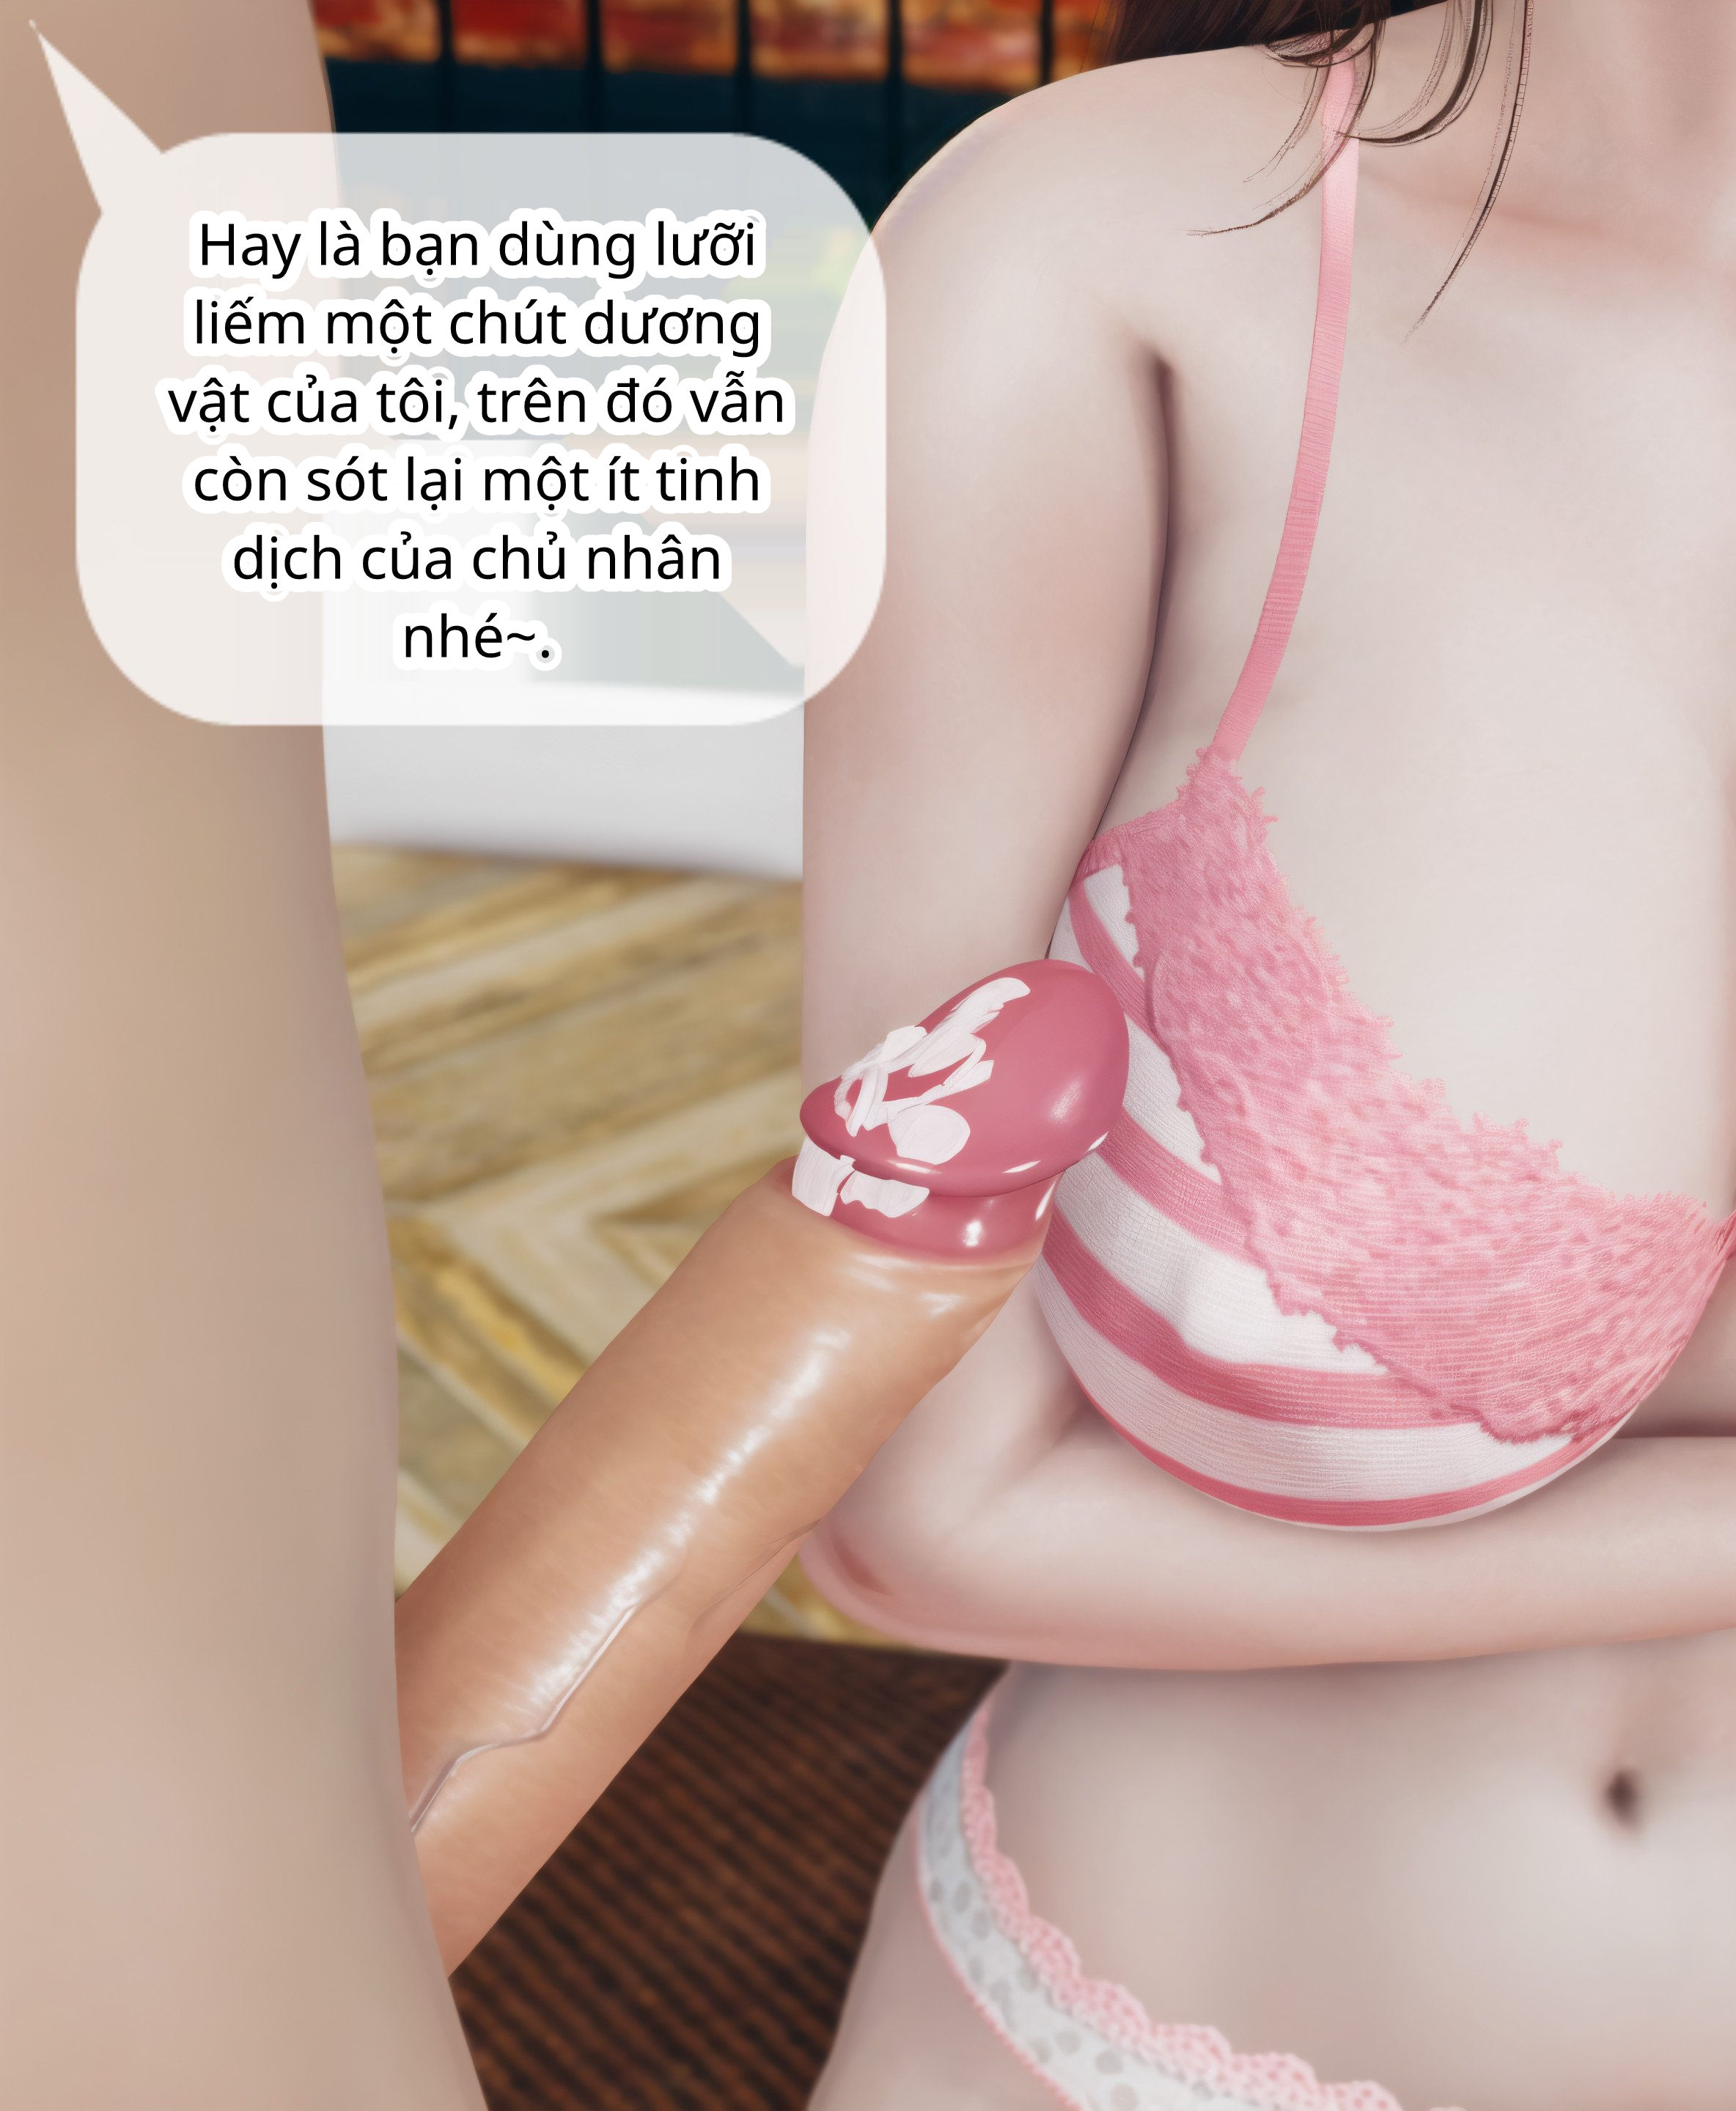 Hay là bạn dùng lưỡi
liếm một chút dương
vật của tôi, trên đó vẫn
còn sót lại một ít tinh
dịch của chủ nhân
nhé~.